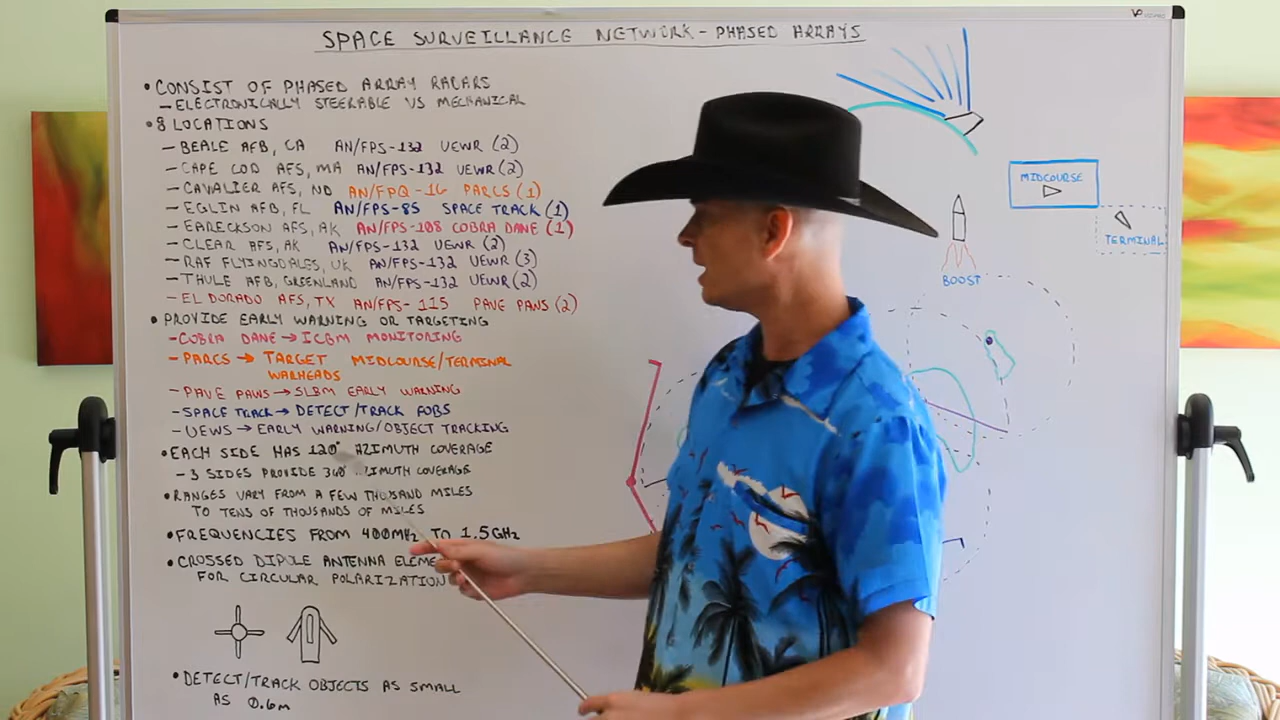 SPACE SURVEILLANCE NETWORK - PHASED ARRAYS
• CONSIST OF PHASED ARRAY RADARS
- ELECTRONICALLY STEERABLE VS MECHANICAL
• 8 LOCATIONS
- BEALE AFB, CA AN/FPS-132 UEWR (2)
- CAPE COD AFS, MA AN/FPS-132 UEWR (2)
- CAVALIER AFS, ND AN/FPQ-16 PARCS (1)
- EGLIN AFB, FL AN/FPS-85 SPACE TRACK (1)
- EARECKSON AFS, AK AN/FPS-108 COBRA DANE (1)
- CLEAR AFS, AK AN/FPS-132 UEWR (2)
- RAF FLYINGDALES, UK AN/FPS-132 UEWR (3)
- THULE AFB, GREENLAND AN/FPS-132 UEWR (2)
- EL DORADO AFS, TX AN/FPS-115 PAVE PAWS (2)
• PROVIDE EARLY WARNING OR TARGETING
- COBRA DANE → ICBM MONITORING
- PARCS → TARGET MIDCOURSE/TERMINAL
WARHEADS
- PAVE PAWS → SLBM EARLY WARNING
- SPACE TRACK → DETECT/TRACK FOBS
- UEWS → EARLY WARNING/OBJECT TRACKING
• EACH SIDE HAS 120° AZIMUTH COVERAGE
- 3 SIDES PROVIDE 360° AZIMUTH COVERAGE
• RANGES VARY FROM A FEW THOUSAND MILES
TO TENS OF THOUSANDS OF MILES
• FREQUENCIES FROM 400MHz TO 1.5GHz
• CROSSED DIPOLE ANTENNA ELEME
FOR CIRCULAR POLARIZATION
• DETECT/TRACK OBJECTS AS SMALL
AS 0.6m
MIDCOURSE
TERMINAL
BOOST